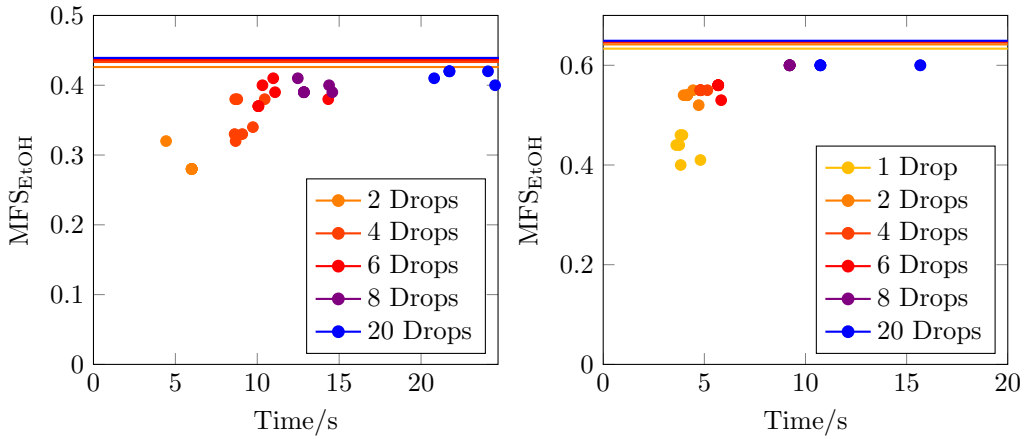 0.5
0.4
0.3
0.2
0.1
0
MFS_EtOH
0 5 10 15 20
Time/s
2 Drops
4 Drops
6 Drops
8 Drops
20 Drops
0.6
0.4
0.2
0
MFS_EtOH
0 5 10 15 20
Time/s
1 Drop
2 Drops
4 Drops
6 Drops
8 Drops
20 Drops